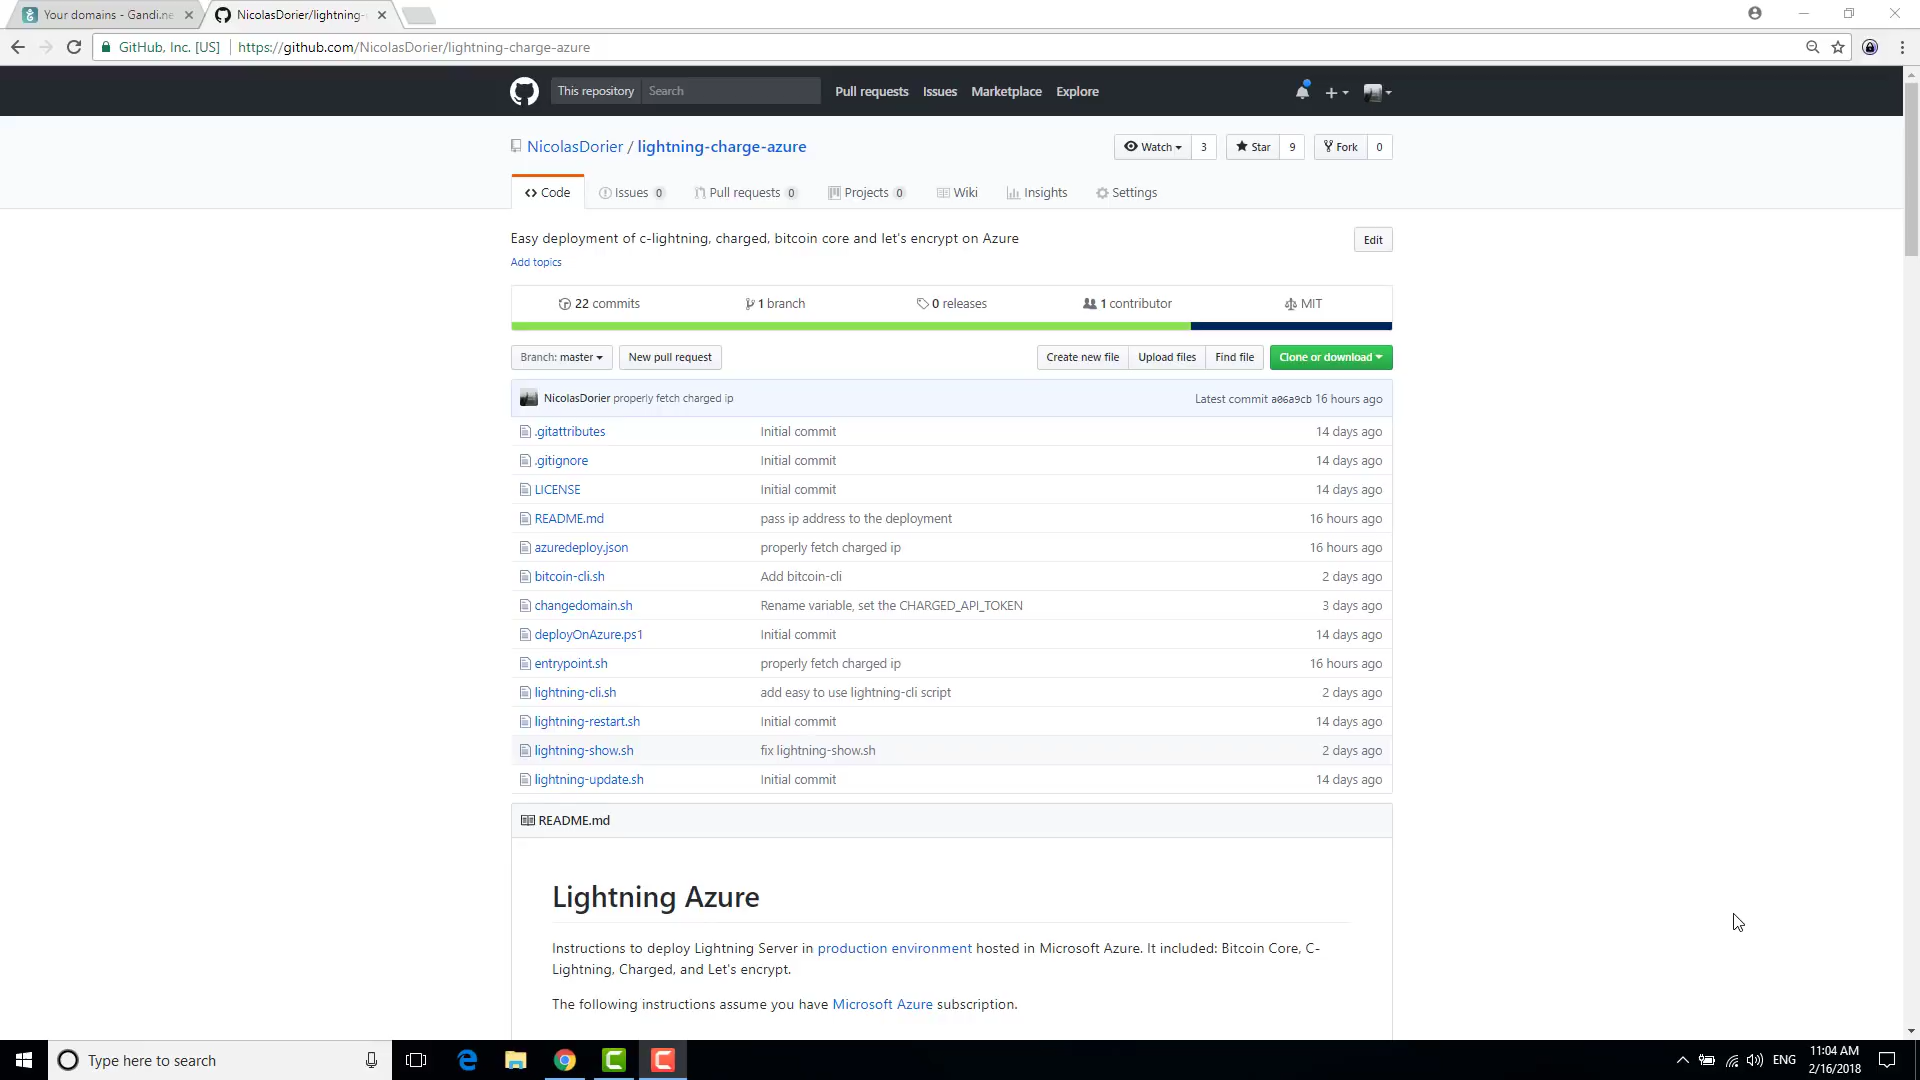 Your domains - Gandi.ne
NicolasDorier/lightning-
GitHub, Inc. [US] https://github.com/NicolasDorier/lightning-charge-azure
This repository Search Pull requests Issues Marketplace Explore
NicolasDorier / lightning-charge-azure
Watch 3 Star 9 Fork 0
Code Issues 0 Pull requests 0 Projects 0 Wiki Insights Settings
Easy deployment of c-lightning, charged, bitcoin core and let's encrypt on Azure
Edit
Add topics
22 commits 1 branch 0 releases 1 contributor MIT
Branch: master New pull request Create new file Upload files Find file Clone or download
NicolasDorier properly fetch charged ip Latest commit a06a9cb 16 hours ago
.gitattributes Initial commit 14 days ago
.gitignore Initial commit 14 days ago
LICENSE Initial commit 14 days ago
README.md pass ip address to the deployment 16 hours ago
azuredeploy.json properly fetch charged ip 16 hours ago
bitcoin-cli.sh Add bitcoin-cli 2 days ago
changedomain.sh Rename variable, set the CHARGED_API_TOKEN 3 days ago
deployOnAzure.ps1 Initial commit 14 days ago
entrypoint.sh properly fetch charged ip 16 hours ago
lightning-cli.sh add easy to use lightning-cli script 2 days ago
lightning-restart.sh Initial commit 14 days ago
lightning-show.sh fix lightning-show.sh 2 days ago
lightning-update.sh Initial commit 14 days ago
README.md
Lightning Azure
Instructions to deploy Lightning Server in production environment hosted in Microsoft Azure. It included: Bitcoin Core, C-
Lightning, Charged, and Let's encrypt.
The following instructions assume you have Microsoft Azure subscription.
Type here to search
ENG
11:04 AM
2/16/2018